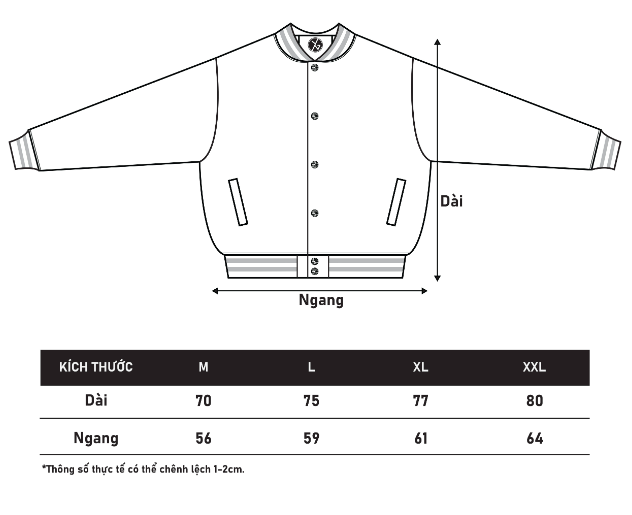 Dài
Ngang
KÍCH THƯỚC M L XL XXL
Dài 70 75 77 80
Ngang 56 59 61 64
*Thông số thực tế có thể chênh lệch 1-2cm.